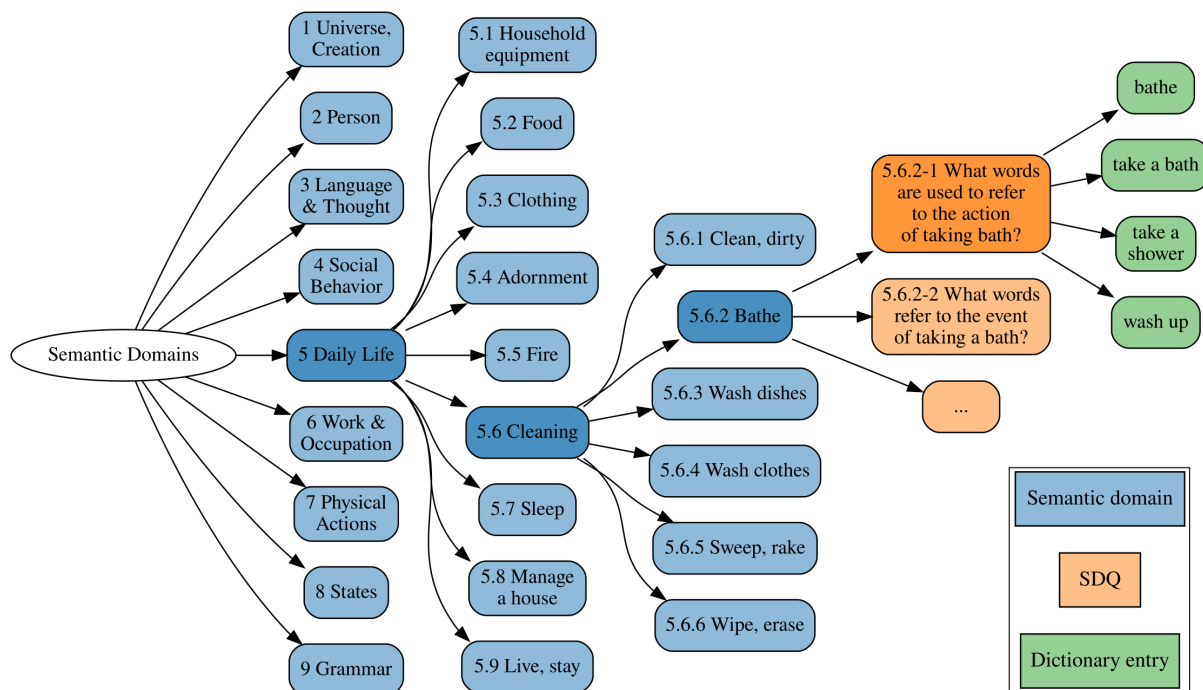 Semantic Domains
1 Universe,
Creation
2 Person
3 Language
& Thought
4 Social
Behavior
5 Daily Life
6 Work &
Occupation
7 Physical
Actions
8 States
9 Grammar
5.1 Household
equipment
5.2 Food
5.3 Clothing
5.4 Adornment
5.5 Fire
5.6 Cleaning
5.7 Sleep
5.8 Manage
a house
5.9 Live, stay
5.6.1 Clean, dirty
5.6.2 Bathe
5.6.3 Wash dishes
5.6.4 Wash clothes
5.6.5 Sweep, rake
5.6.6 Wipe, erase
5.6.2-1 What words
are used to refer
to the action
of taking bath?
5.6.2-2 What words
refer to the event
of taking a bath?
...
bathe
take a bath
take a
shower
wash up
Semantic domain
SDQ
Dictionary entry